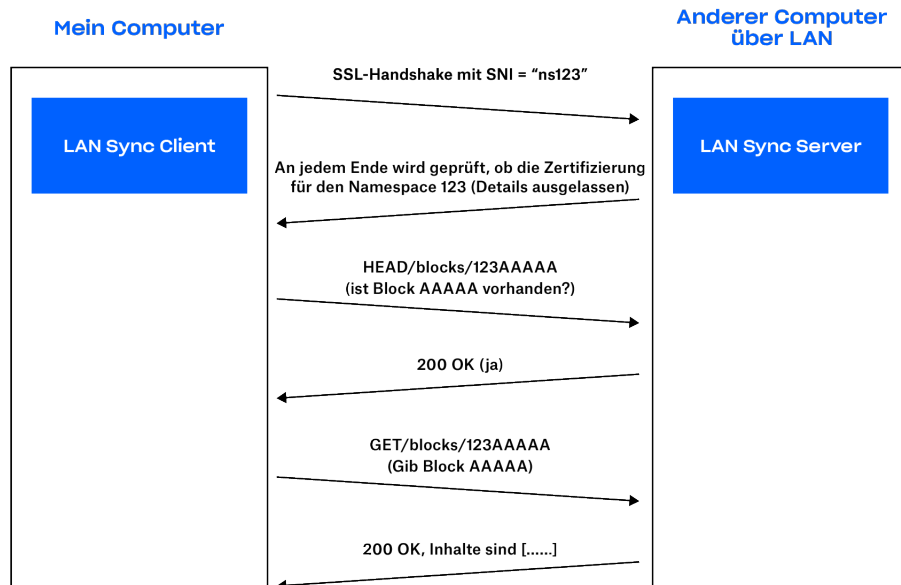 Mein Computer
Anderer Computer
über LAN
SSL-Handshake mit SNI = “ns123”
LAN Sync Client
LAN Sync Server
An jedem Ende wird geprüft, ob die Zertifizierung
für den Namespace 123 (Details ausgelassen)
HEAD/blocks/123AAAAA
(ist Block AAAAA vorhanden?)
200 OK (ja)
GET/blocks/123AAAAA
(Gib Block AAAAA)
200 OK, Inhalte sind [......]